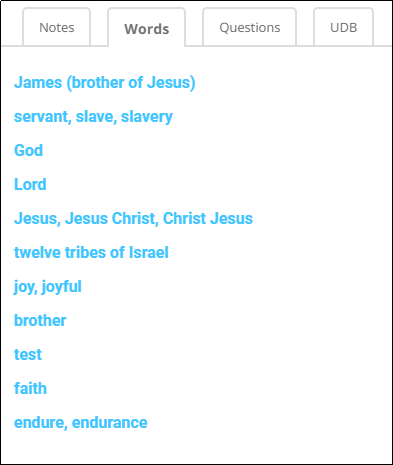 Notes Words Questions UDB
James (brother of Jesus)
servant, slave, slavery
God
Lord
Jesus, Jesus Christ, Christ Jesus
twelve tribes of Israel
joy, joyful
brother
test
faith
endure, endurance